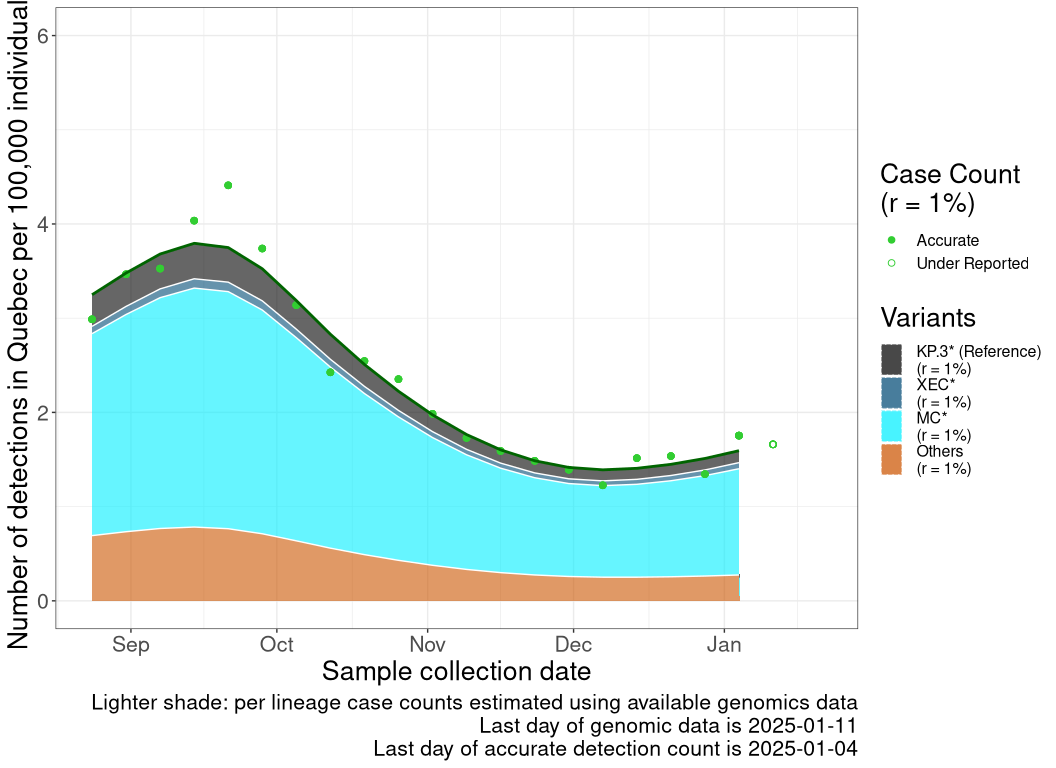 Number of detections in Quebec per 100,000 individual
6
4
2
0
Sep
Oct
Nov
Dec
Jan
Sample collection date
Lighter shade: per lineage case counts estimated using available genomics data
Last day of genomic data is 2025-01-11
Last day of accurate detection count is 2025-01-04
Case Count
(r = 1%)
Accurate
Under Reported
Variants
KP.3* (Reference)
(r = 1%)
XEC*
(r = 1%)
MC*
(r = 1%)
Others
(r = 1%)